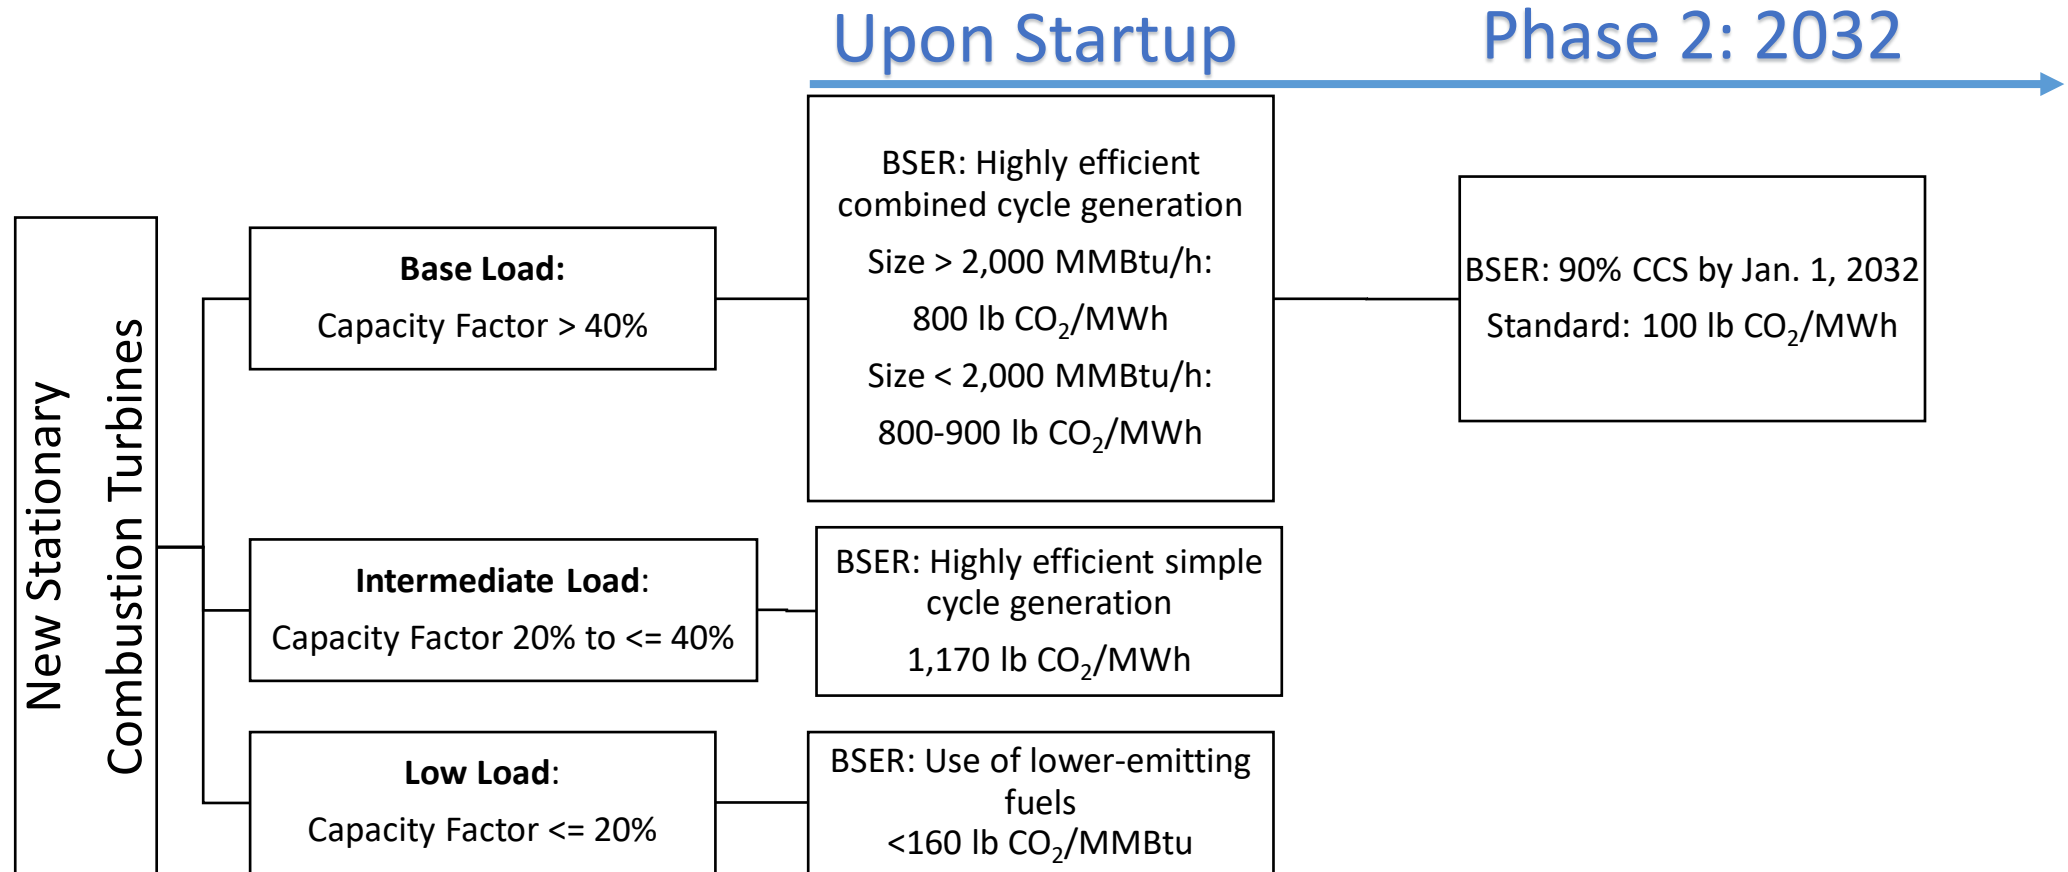 Upon Startup
Phase 2: 2032
New Stationary
Combustion Turbines
Base Load:
Capacity Factor > 40%
BSER: Highly efficient
combined cycle generation
Size > 2,000 MMBtu/h:
800 lb CO₂/MWh
Size < 2,000 MMBtu/h:
800-900 lb CO₂/MWh
BSER: 90% CCS by Jan. 1, 2032
Standard: 100 lb CO₂/MWh
Intermediate Load:
Capacity Factor 20% to <= 40%
BSER: Highly efficient simple
cycle generation
1,170 lb CO₂/MWh
Low Load:
Capacity Factor <= 20%
BSER: Use of lower-emitting
fuels
<160 lb CO₂/MMBtu